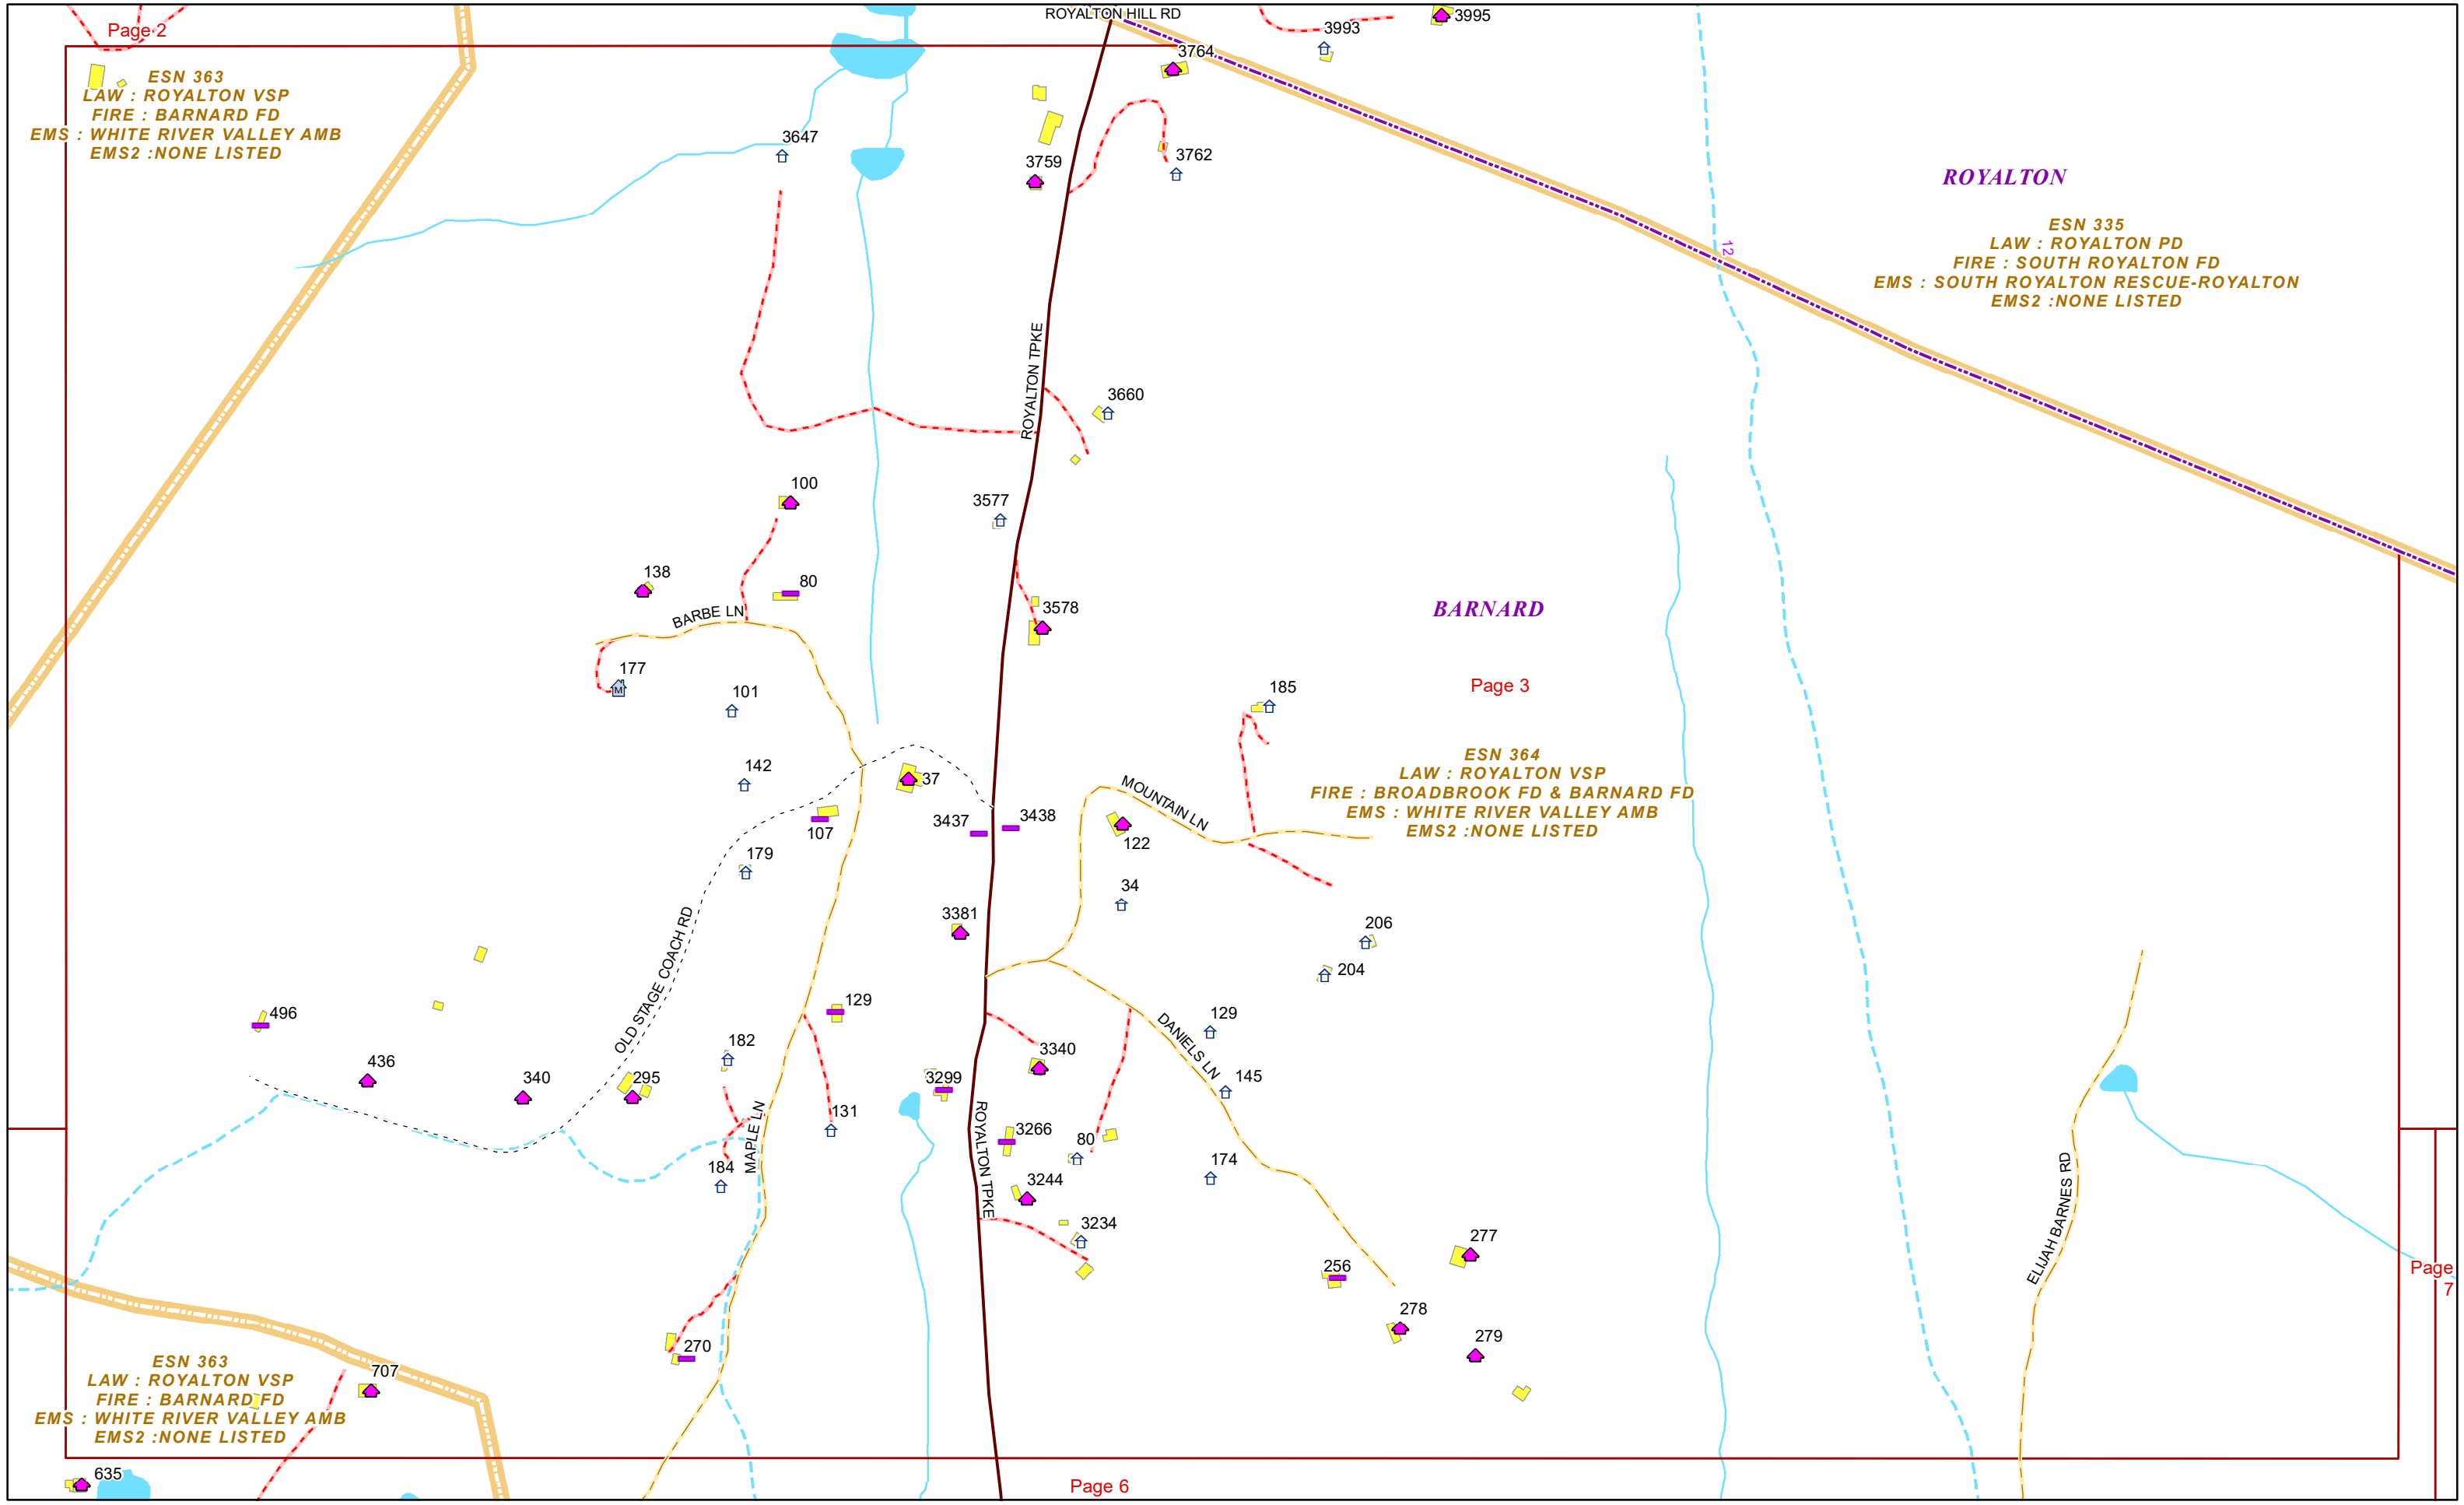 ROYALTON HILL RD
3995
Page 2
3993
3764
ESN 363
LAW : ROYALTON VSP
FIRE : BARNARD FD
EMS : WHITE RIVER VALLEY AMB
EMS2 :NONE LISTED
3647
3759
3762
ROYALTON
ESN 335
LAW : ROYALTON PD
FIRE : SOUTH ROYALTON FD
EMS : SOUTH ROYALTON RESCUE-ROYALTON
EMS2 :NONE LISTED
12
ROYALTON TPKE
3660
100
3577
138
80
BARBE LN
3578
BARNARD
177
101
185
Page 3
142
37
MOUNTAIN LN
ESN 364
LAW : ROYALTON VSP
FIRE : BROADBROOK FD & BARNARD FD
EMS : WHITE RIVER VALLEY AMB
EMS2 :NONE LISTED
107
3437
3438
122
179
34
3381
206
OLD STAGE COACH RD
204
496
129
129
DANIELS LN
182
3340
436
340
295
3299
145
131
MAPLE LN
ROYALTON TPKE
3266
80
184
174
3244
ELIJAH BARNES RD
3234
277
256
Page
7
278
270
279
ESN 363
LAW : ROYALTON VSP
FIRE : BARNARD FD
EMS : WHITE RIVER VALLEY AMB
EMS2 :NONE LISTED
707
635
Page 6
M